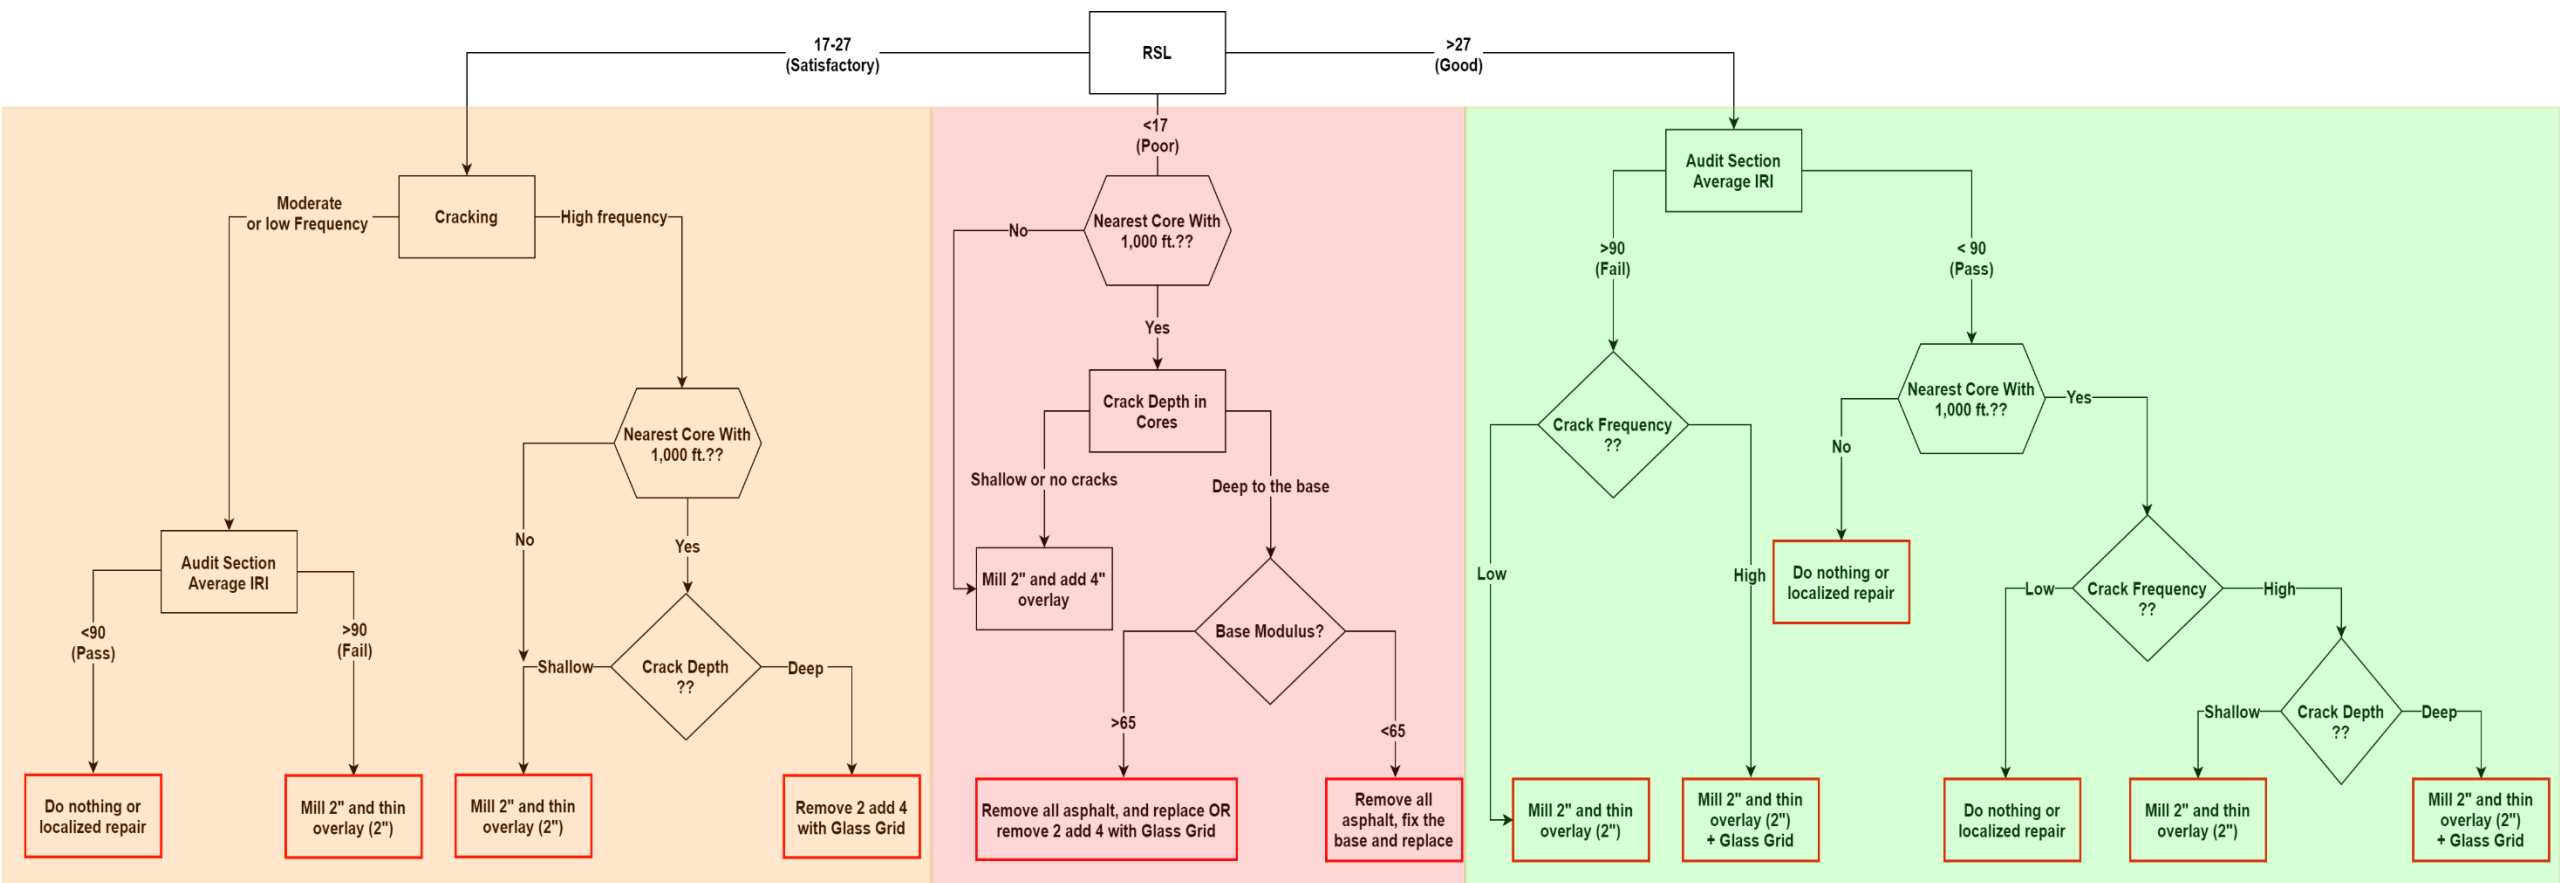 RSL
17-27
(Satisfactory)
>27
(Good)
<17
(Poor)
Cracking
Moderate
or low Frequency
High frequency
Nearest Core With
1,000 ft.??
No
Yes
Audit Section
Average IRI
<90
(Pass)
>90
(Fail)
Shallow
Crack Depth
??
Deep
Do nothing or
localized repair
Mill 2" and thin
overlay (2")
Mill 2" and thin
overlay (2")
Remove 2 add 4
with Glass Grid
Nearest Core With
1,000 ft.??
No
Yes
Crack Depth in
Cores
Shallow or no cracks
Deep to the base
Mill 2" and add 4"
overlay
Base Modulus?
>65
<65
Remove all asphalt, and replace OR
remove 2 add 4 with Glass Grid
Remove all
asphalt, fix the
base and replace
Audit Section
Average IRI
>90
(Fail)
< 90
(Pass)
Crack Frequency
??
Low
High
Nearest Core With
1,000 ft.??
No
Yes
Do nothing or
localized repair
Crack Frequency
??
Low
High
Crack Depth
??
Shallow
Deep
Mill 2" and thin
overlay (2")
Mill 2" and thin
overlay (2")
+ Glass Grid
Do nothing or
localized repair
Mill 2" and thin
overlay (2")
Mill 2" and thin
overlay (2")
+ Glass Grid